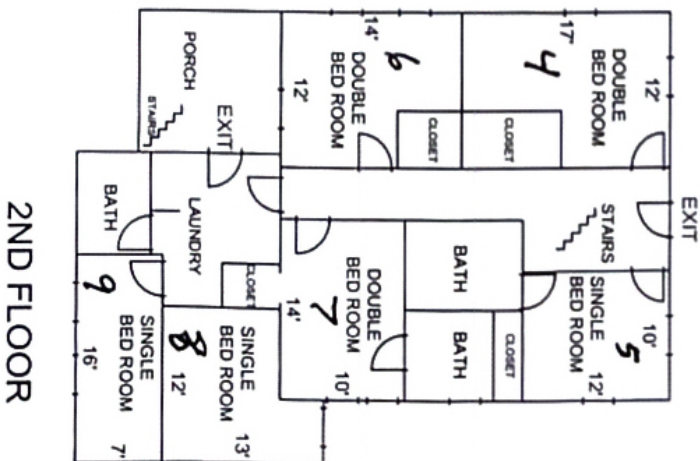 2ND FLOOR
EXIT
17'
4
DOUBLE
BED ROOM
12'
CLOSET
14'
6
DOUBLE
BED ROOM
12'
CLOSET
PORCH
STAIRS
EXIT
STAIRS
5
SINGLE
BED ROOM
10'
12'
CLOSET
BATH
BATH
7
DOUBLE
BED ROOM
14'
10'
LAUNDRY
CLOSET
BATH
8
SINGLE
BED ROOM
12'
13'
9
SINGLE
BED ROOM
16'
7'